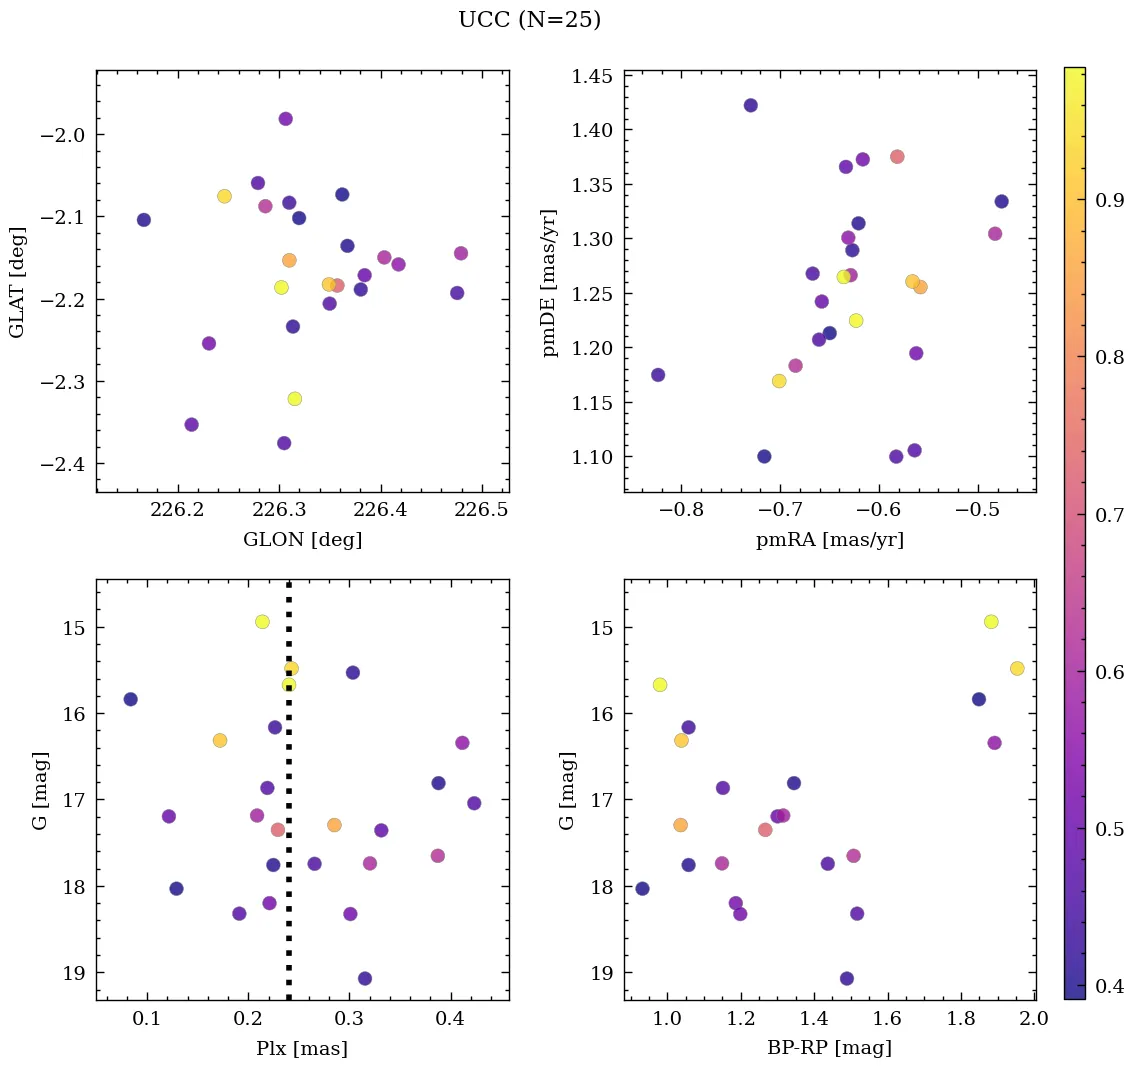 UCC (N=25)
−2.0
−2.1
−2.2
−2.3
−2.4
GLAT [deg]
226.2 226.3 226.4 226.5
GLON [deg]
1.45
1.40
1.35
1.30
1.25
1.20
1.15
1.10
pmDE [mas/yr]
−0.8 −0.7 −0.6 −0.5
pmRA [mas/yr]
15
16
17
18
19
G [mag]
0.1 0.2 0.3 0.4
Plx [mas]
15
16
17
18
19
G [mag]
1.0 1.2 1.4 1.6 1.8 2.0
BP-RP [mag]
0.9
0.8
0.7
0.6
0.5
0.4